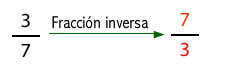 3/7 Fracción inversa 7/3